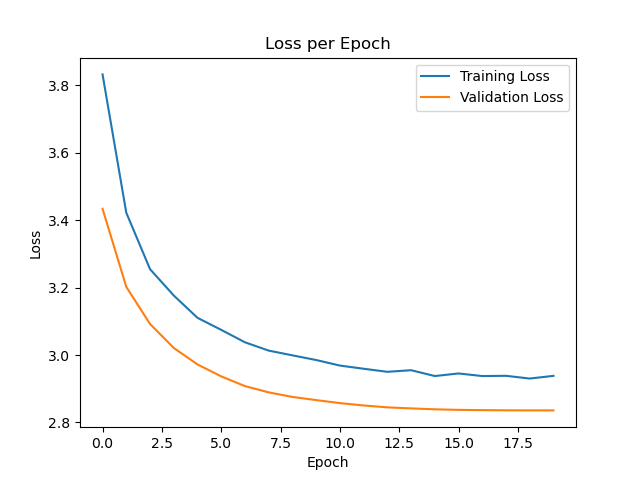 Loss per Epoch
Training Loss
Validation Loss
3.8
3.6
3.4
3.2
3.0
2.8
Loss
0.0 2.5 5.0 7.5 10.0 12.5 15.0 17.5
Epoch